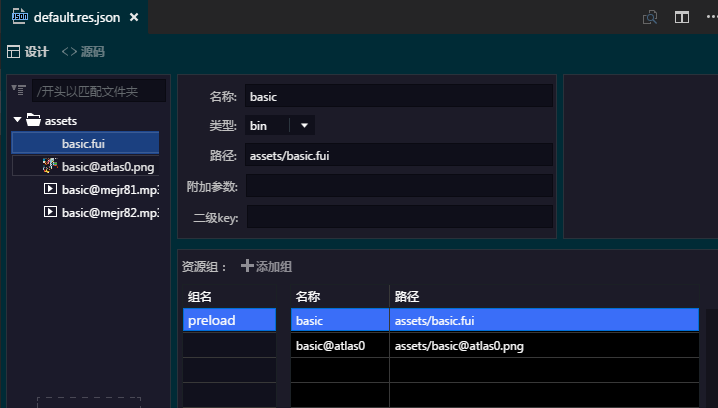 default.res.json
设计 <> 源码
/开头以匹配文件夹
assets
basic.fui
basic@atlas0.png
basic@mejr81.mp3
basic@mejr82.mp3
名称: basic
类型: bin
路径: assets/basic.fui
附加参数:
二级key:
资源组： 添加组
组名 名称 路径
preload basic assets/basic.fui
basic@atlas0 assets/basic@atlas0.png